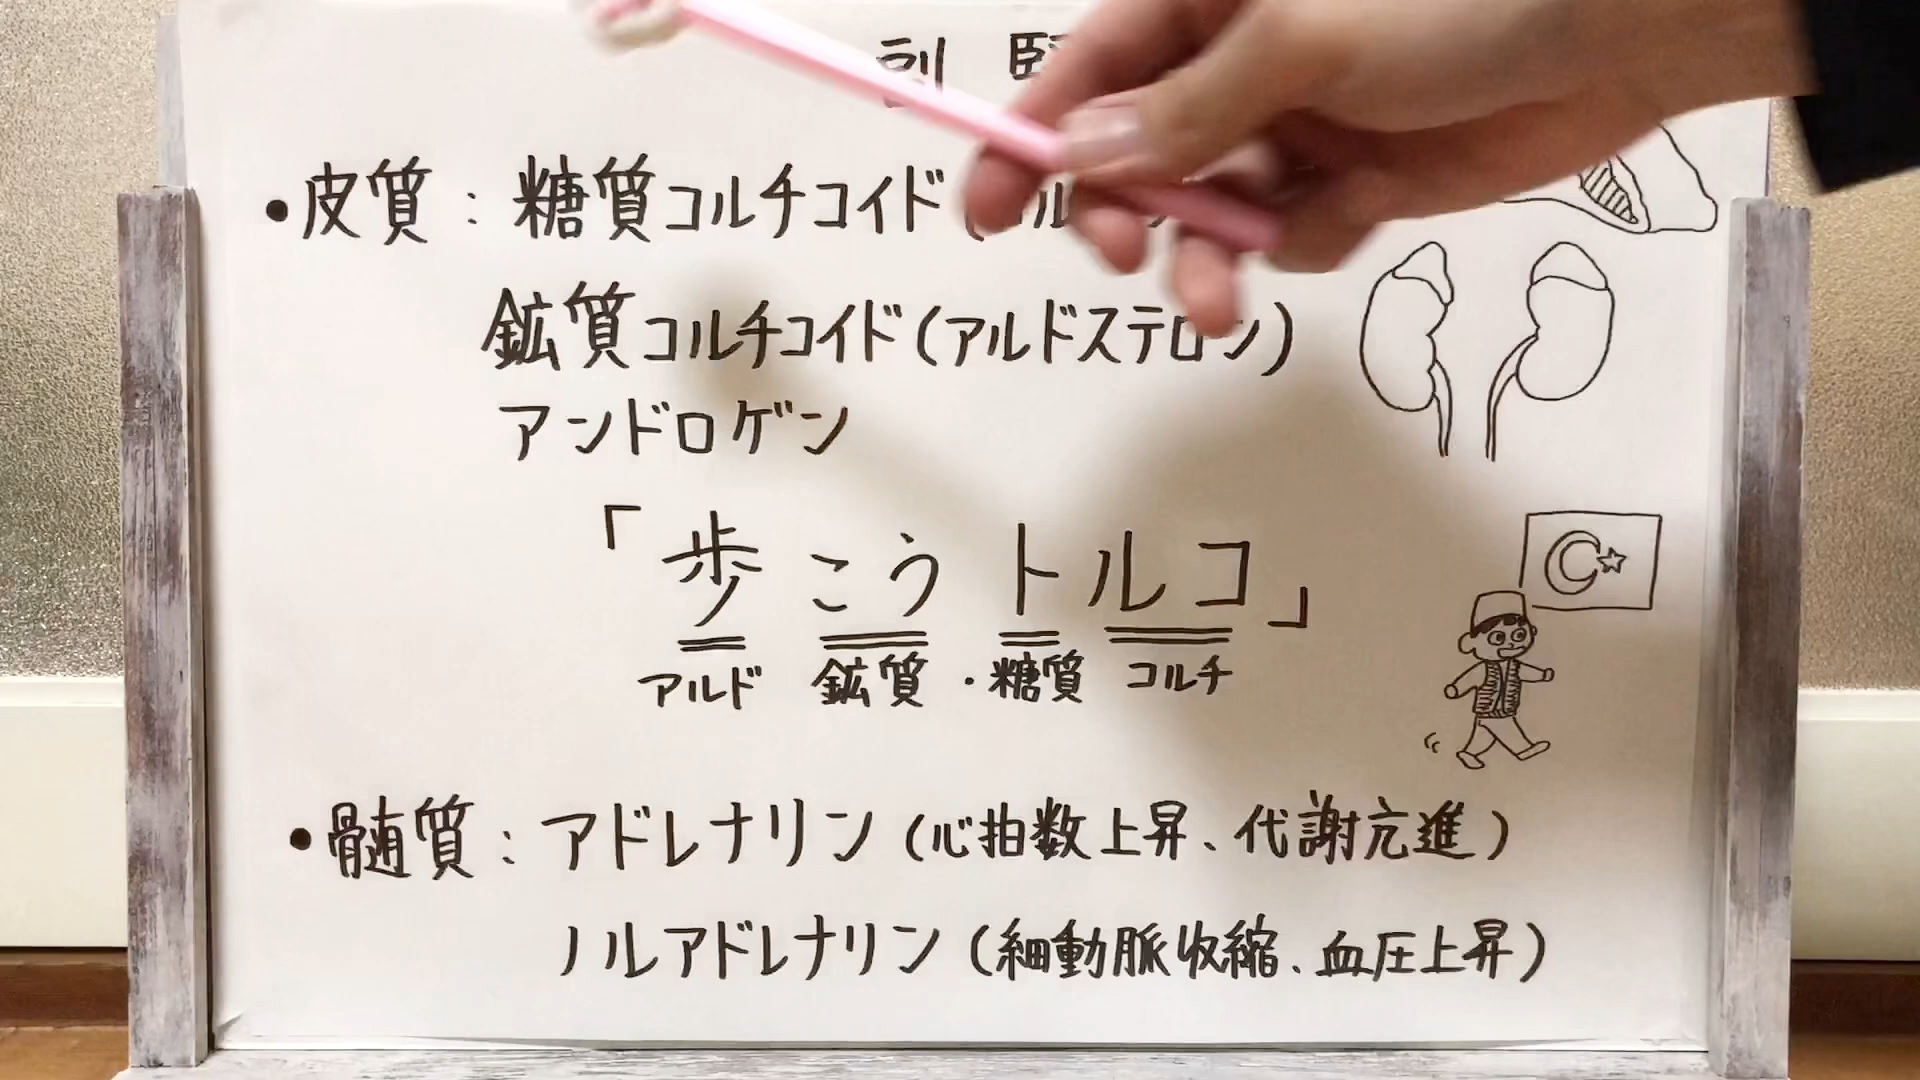 副
• 皮質 : 糖質コルチコイド (
鉱質コルチコイド (アルドステロン)
アンドロゲン
「歩こうトルコ」
アルド 鉱質・糖質 コルチ
• 髄質 : アドレナリン (心拍数上昇、代謝亢進)
ノルアドレナリン (細動脈収縮、血圧上昇)